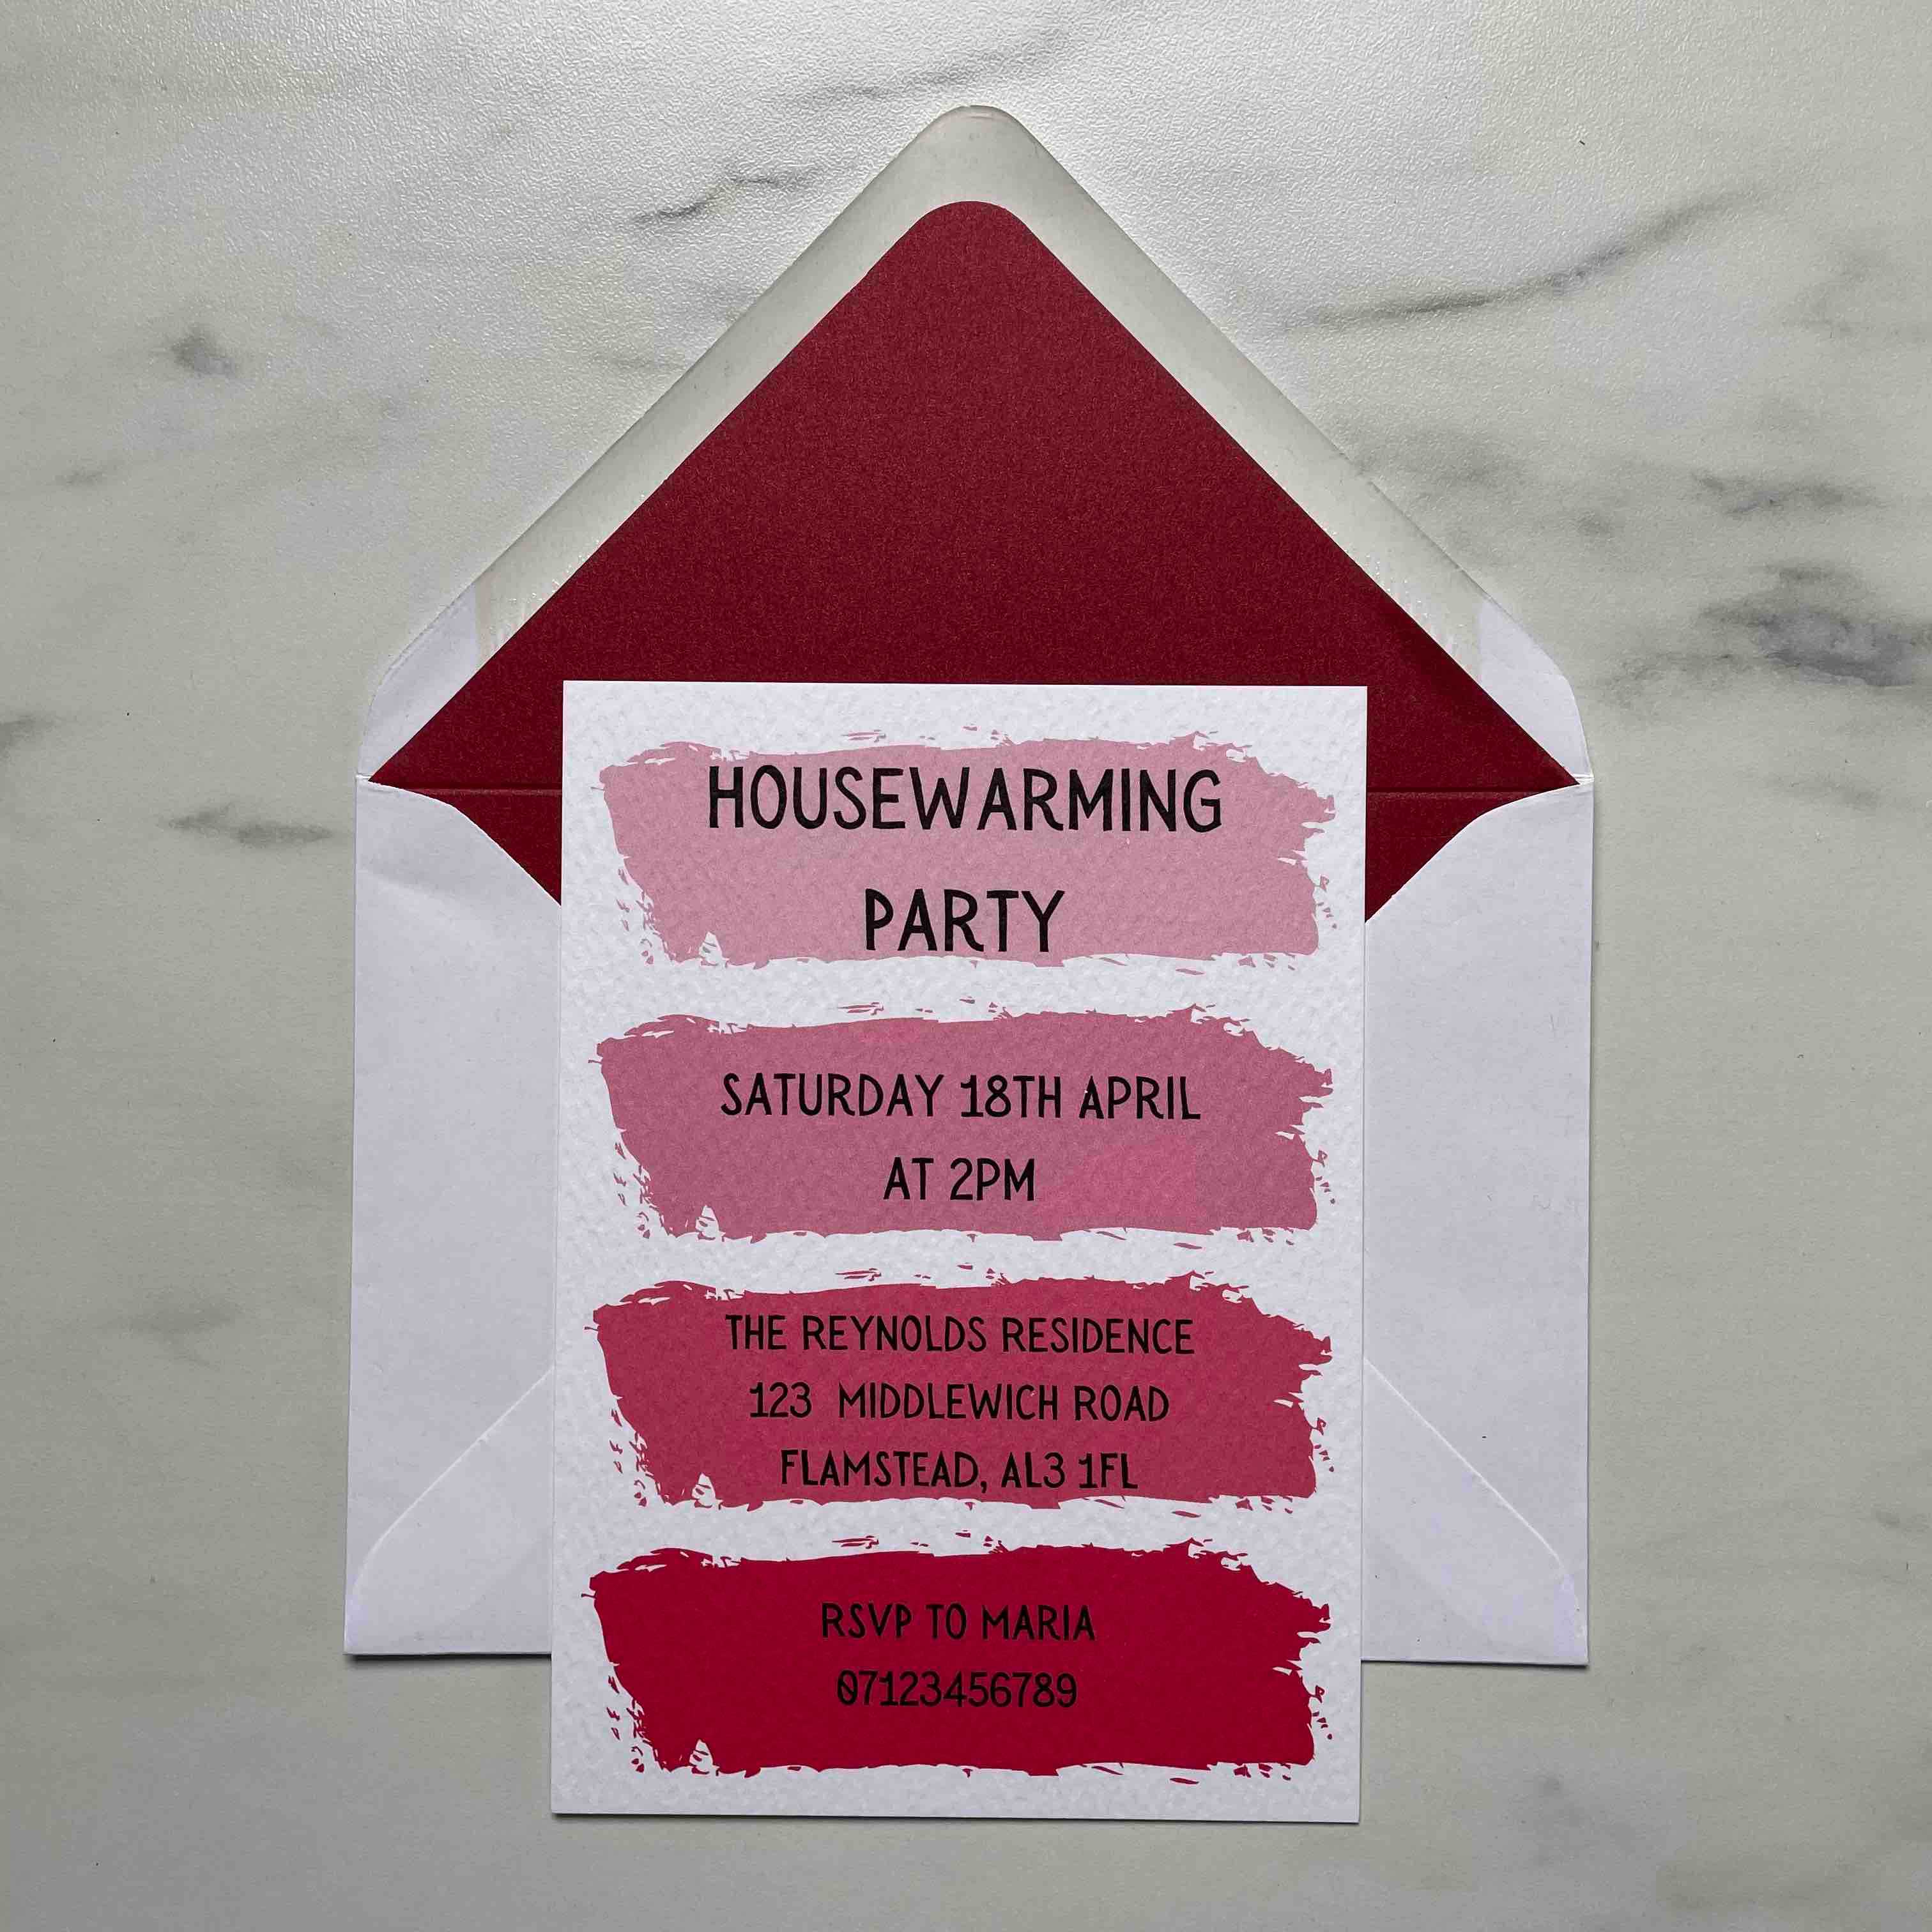 HOUSEWARMING
PARTY
SATURDAY 18TH APRIL
AT 2PM
THE REYNOLDS RESIDENCE
123 MIDDLEWICH ROAD
FLAMSTEAD, AL3 1FL
RSVP TO MARIA
07123456789